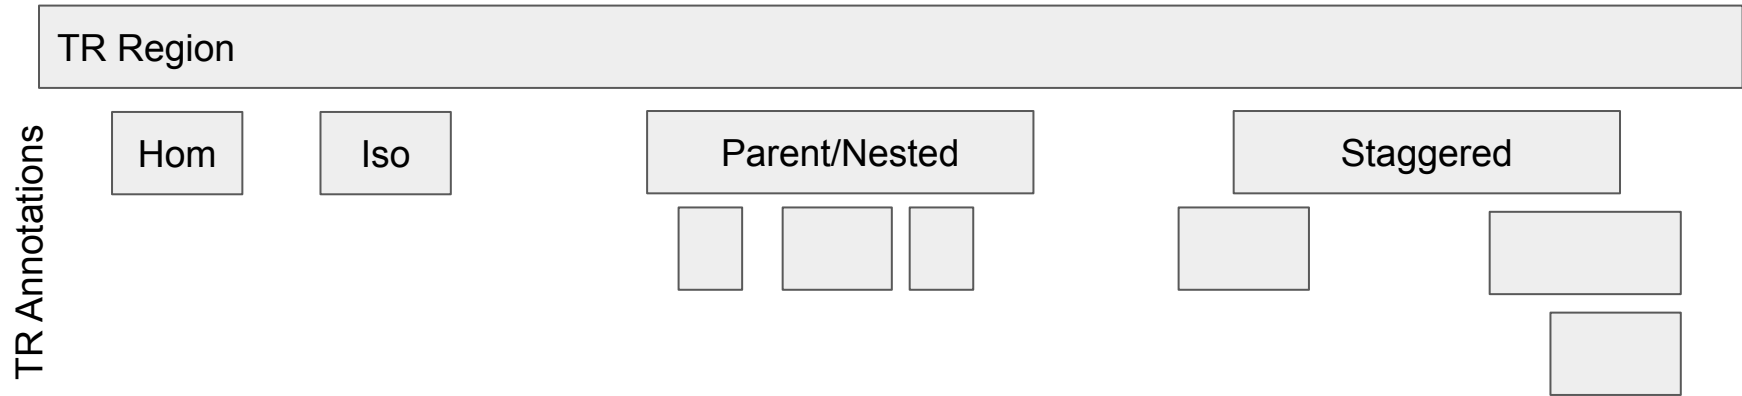 TR Region
TR Annotations
Hom
Iso
Parent/Nested
Staggered